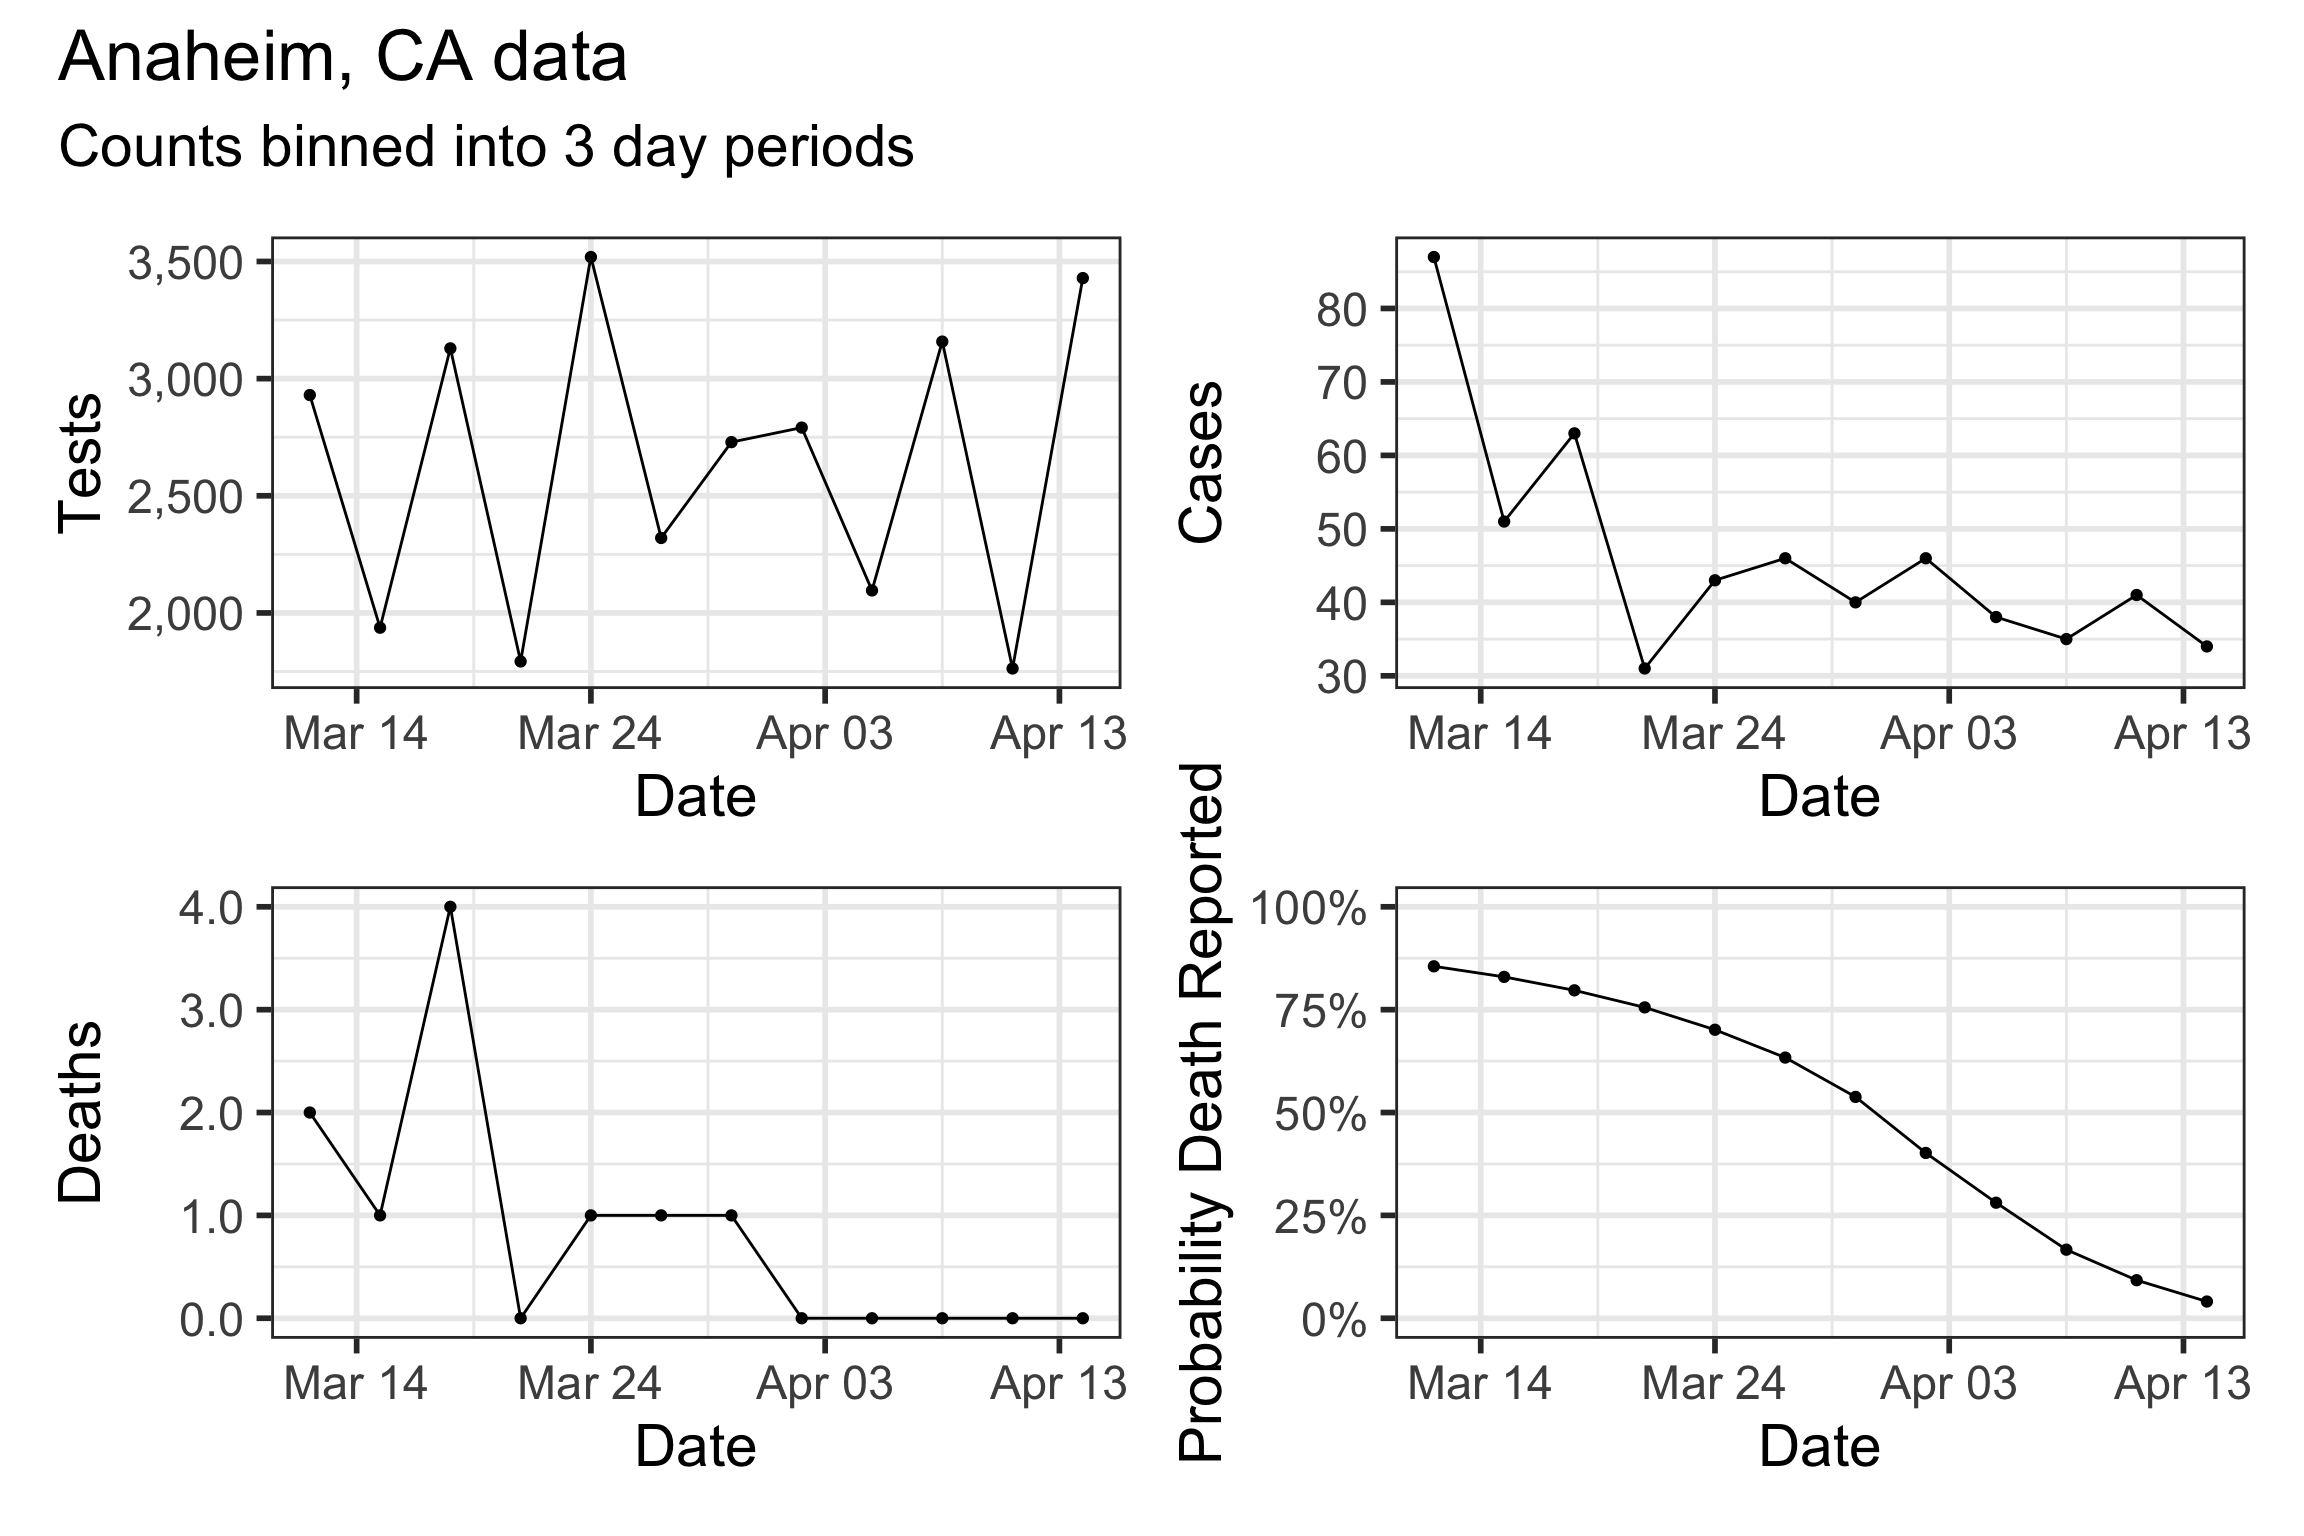 Anaheim, CA data
Counts binned into 3 day periods
Tests
3,500
3,000
2,500
2,000
Mar 14 Mar 24 Apr 03 Apr 13
Date
Cases
80
70
60
50
40
30
Mar 14 Mar 24 Apr 03 Apr 13
Date
Deaths
4.0
3.0
2.0
1.0
0.0
Mar 14 Mar 24 Apr 03 Apr 13
Date
Probability Death Reported
100%
75%
50%
25%
0%
Mar 14 Mar 24 Apr 03 Apr 13
Date